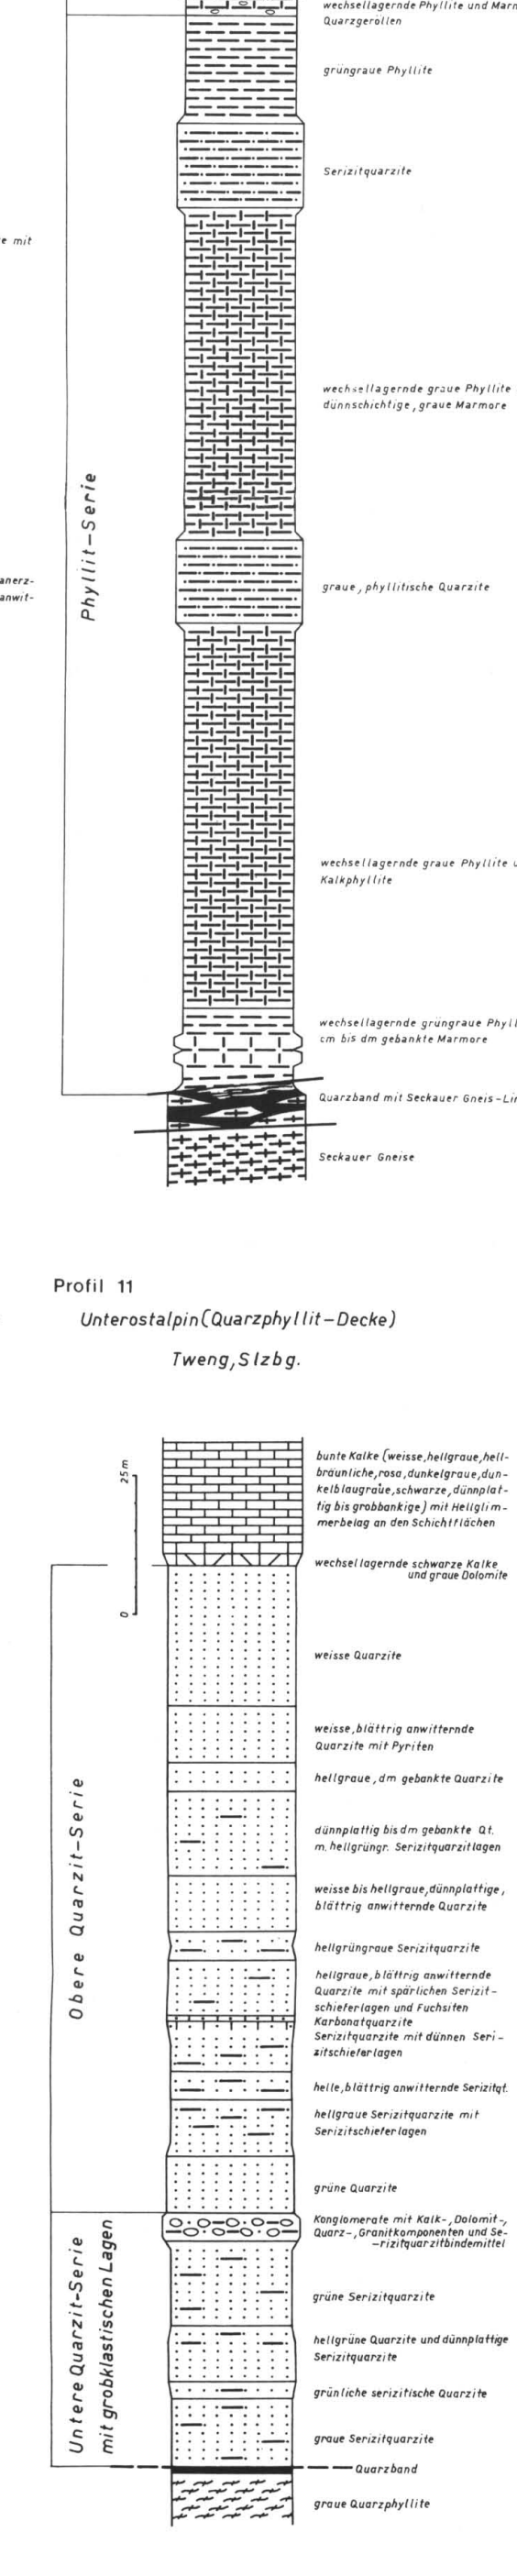 wechsellagernde Phyllite und Marm
Quarzgeröllen
grüngraue Phyllite
Serizitquarzite
e mit
wechsellagernde graue Phyllite
dünnschichtige, graue Marmore
Phyllit-Serie
anerz-
anwit-
graue, phyllitische Quarzite
wechsellagernde graue Phyllite u
Kalkphyllite
wechsellagernde grüngraue Phyll
cm bis dm gebankte Marmore
Quarzband mit Seckauer Gneis-Lin
Seckauer Gneise
Profil 11
Unterostalpin (Quarzphyllit-Decke)
Tweng, Slzbg.
25 m
0
bunte Kalke (weisse, hellgraue, hell-
bräunliche, rosa, dunkelgraue, dun-
kelblaugraue, schwarze, dünnplat-
tig bis grobbankige) mit Hellglim-
merbelag an den Schichtflächen
wechsellagernde schwarze Kalke
und graue Dolomite
weisse Quarzite
weisse, blättrig anwitternde
Quarzite mit Pyriten
hellgraue, dm gebankte Quarzite
dünnplattig bis dm gebankte Qt.
m. hellgrüngr. Serizitquarzitlagen
weisse bis hellgraue, dünnplattige,
blättrig anwitternde Quarzite
Obere Quarzit-Serie
hellgrüngraue Serizitquarzite
hellgraue, blättrig anwitternde
Quarzite mit spärlichen Serizit-
schieferlagen und Fuchsiten
Karbonatquarzite
Serizitquarzite mit dünnen Seri-
zitschieferlagen
helle, blättrig anwitternde Serizitqt.
hellgraue Serizitquarzite mit
Serizitschieferlagen
grüne Quarzite
Konglomerate mit Kalk-, Dolomit-,
Quarz-, Granitkomponenten und Se-
-rizitquarzitbindemittel
Untere Quarzit-Serie
mit grobklastischen Lagen
grüne Serizitquarzite
hellgrüne Quarzite und dünnplattige
Serizitquarzite
grünliche serizitische Quarzite
graue Serizitquarzite
Quarzband
graue Quarzphyllite